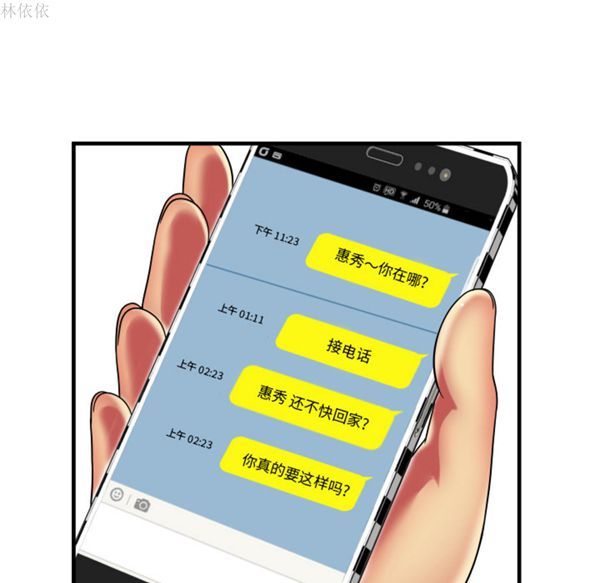 林依依
50%
下午 11:23
惠秀～你在哪?
上午 01:11
接电话
上午 02:23
惠秀 还不快回家?
上午 02:23
你真的要这样吗?